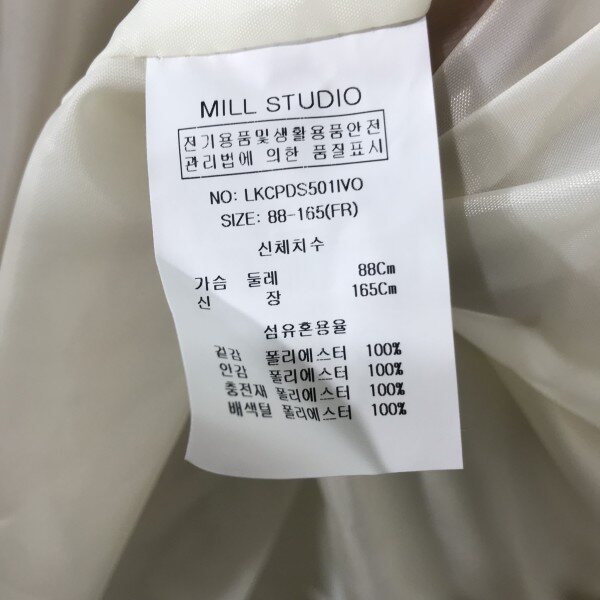 MILL STUDIO
전기용품및생활용품안전
관리법에 의한 품질표시
NO: LKCPDS501IVO
SIZE: 88-165(FR)
신체치수
가슴 둘레 88Cm
신 장 165Cm
섬유혼용율
겉감 폴리에스터 100%
인감 폴리에스터 100%
충전재 폴리에스터 100%
배색털 폴리에스터 100%